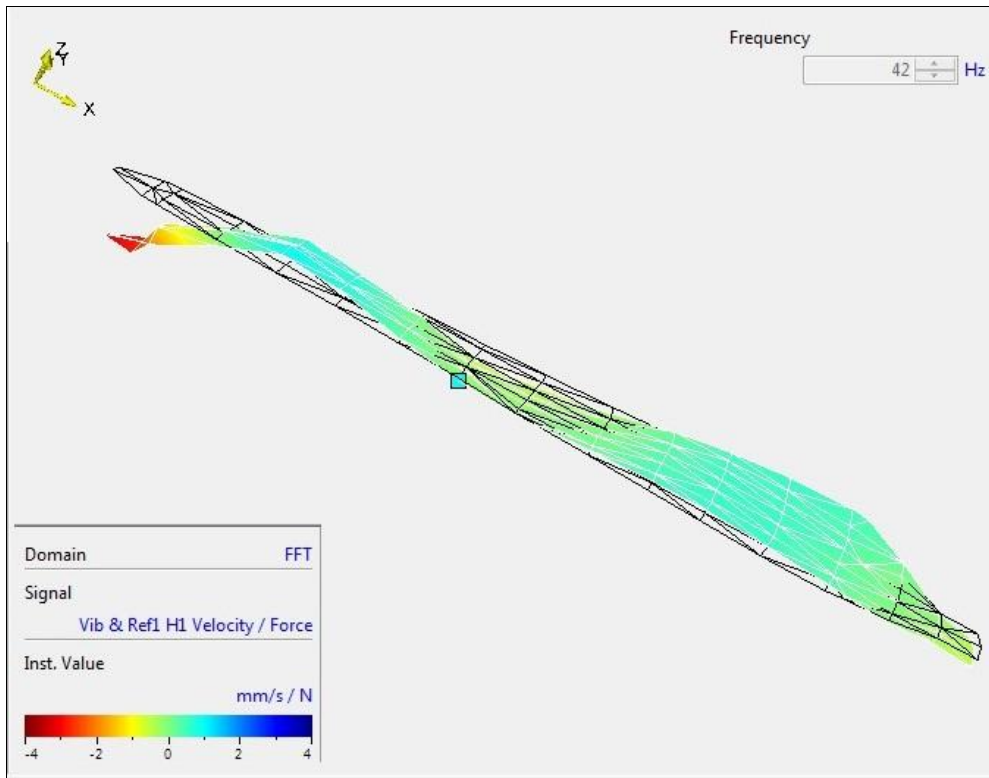 Z
Y
X
Frequency
42 Hz
Domain FFT
Signal
Vib & Ref1 H1 Velocity / Force
Inst. Value
mm/s / N
-4 -2 0 2 4